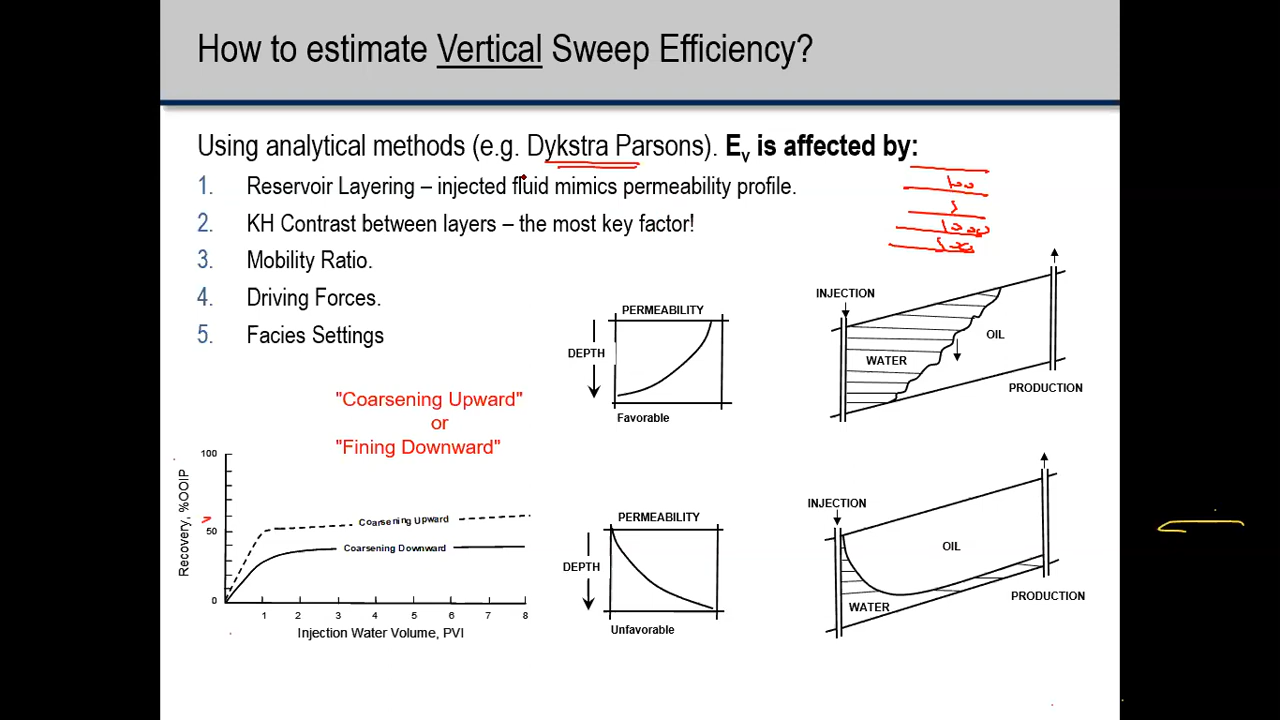 How to estimate Vertical Sweep Efficiency?
Using analytical methods (e.g. Dykstra Parsons). Ev is affected by:
1. Reservoir Layering – injected fluid mimics permeability profile.
2. KH Contrast between layers – the most key factor!
3. Mobility Ratio.
4. Driving Forces.
5. Facies Settings
100
"Coarsening Upward"
or
"Fining Downward"
PERMEABILITY
DEPTH
Favorable
INJECTION
WATER
OIL
PRODUCTION
Recovery, %OOIP
100
50
0
Coarsening Upward
Coarsening Downward
1 2 3 4 5 6 7 8
Injection Water Volume, PVI
PERMEABILITY
DEPTH
Unfavorable
INJECTION
OIL
WATER
PRODUCTION